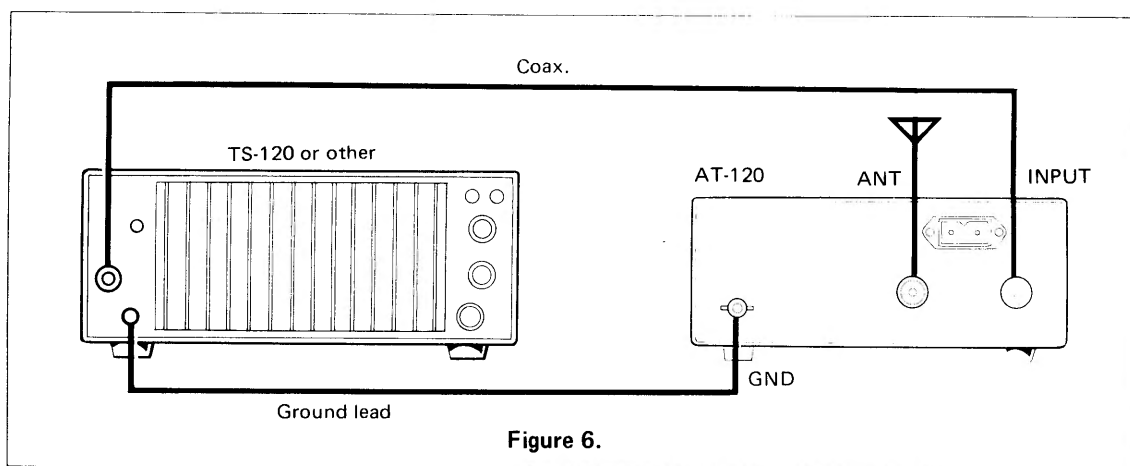 Coax.
TS-120 or other
AT-120
ANT
INPUT
GND
Ground lead
Figure 6.